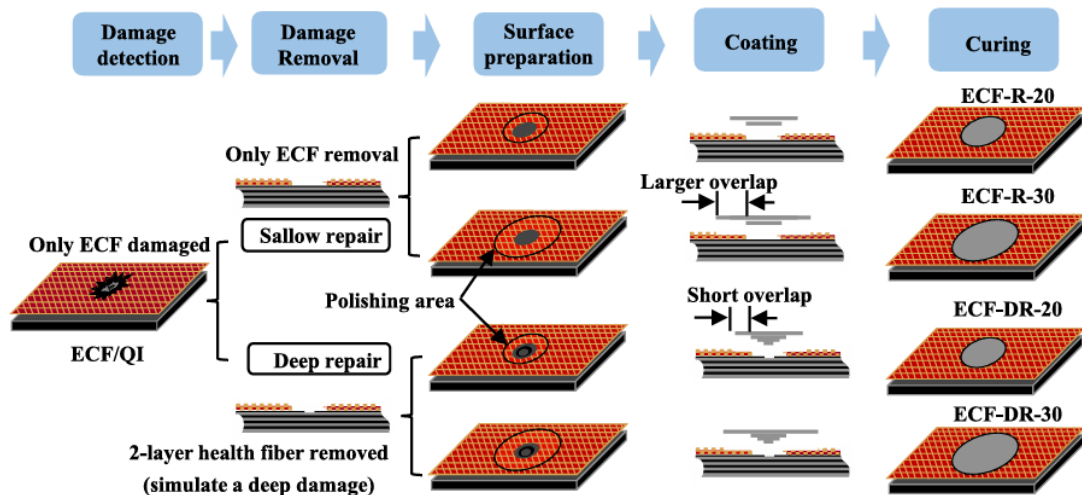 Damage
detection
Damage
Removal
Surface
preparation
Coating
Curing
ECF-R-20
Only ECF removal
Larger overlap
ECF-R-30
Only ECF damaged
Sallow repair
Polishing area
Short overlap
ECF-DR-20
ECF/QI
Deep repair
ECF-DR-30
2-layer health fiber removed
(simulate a deep damage)